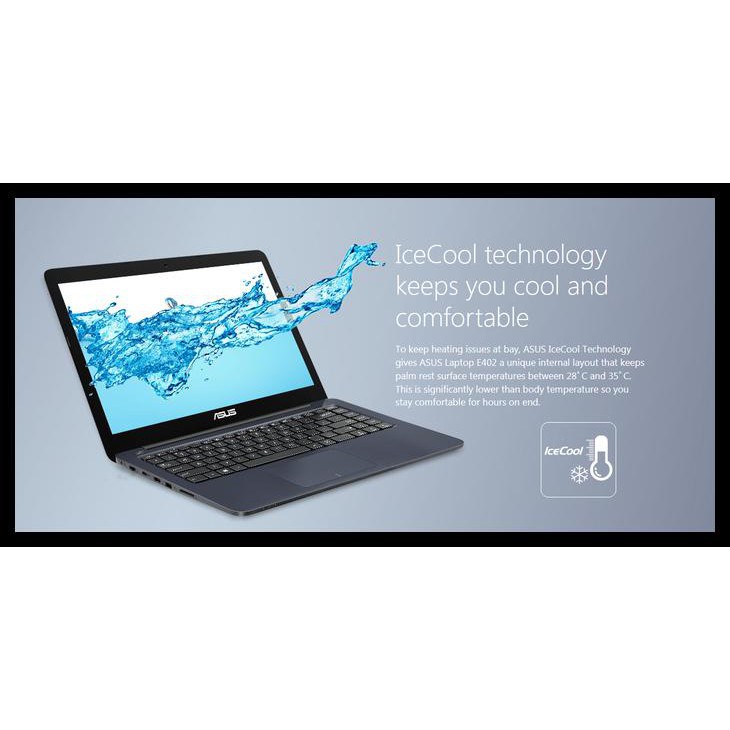 IceCool technology
keeps you cool and
comfortable
To keep heating issues at bay, ASUS IceCool Technology
gives ASUS Laptop E402 a unique internal layout that keeps
palm rest surface temperatures between 28˚ C and 35˚ C.
This is significantly lower than body temperature so you
stay comfortable for hours on end.
ASUS
IceCool